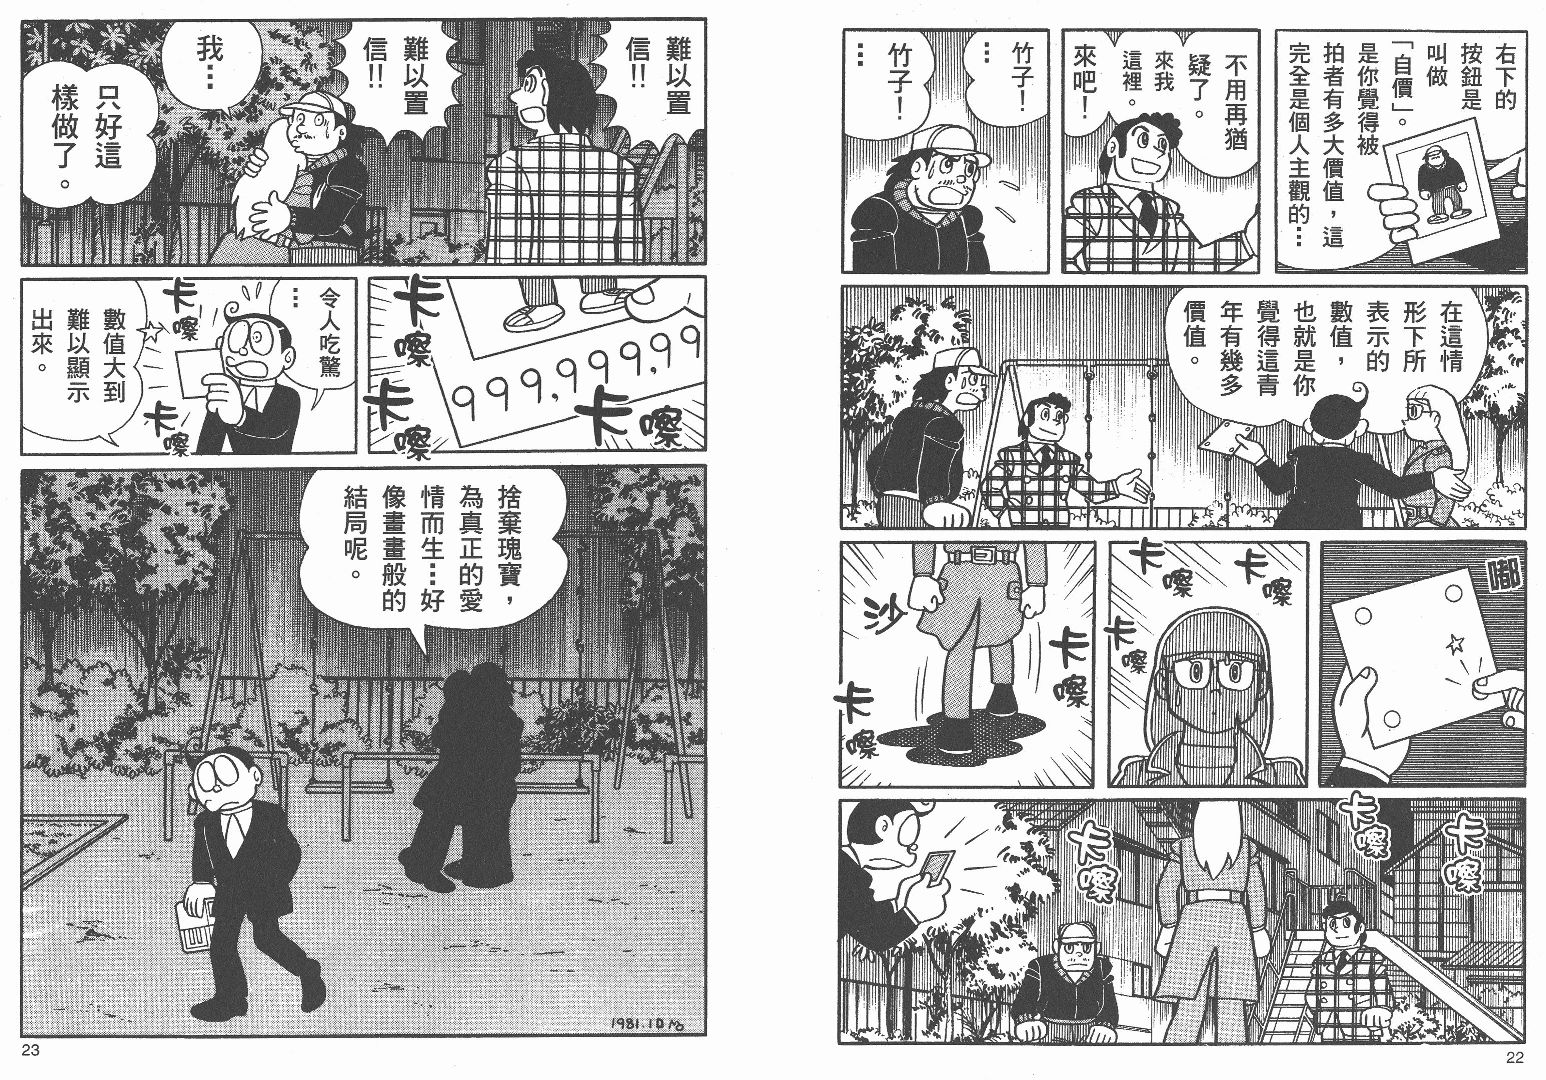 右下的
按鈕是
叫做
「自價」。
是你覺得被
拍者有多大價值，這
完全是個人主觀的…
不用再猶
疑了。
來我
這裡。
來吧！
竹子！
…
竹子！
…
在這情
形下所
表示的
數值，
也就是你
覺得這青
年有幾多
價值。
嘟
卡嚓
卡嚓
卡嚓
卡嚓
沙
卡嚓
卡嚓
卡嚓
卡嚓
22
難以置
信!!
難以置
信!!
我…
只好這
樣做了。
卡嚓
卡嚓
卡嚓
999,999,99
令人吃驚
…
卡嚓
卡嚓
數值大到
難以顯示
出來。
捨棄瑰寶，
為真正的愛
情而生…好
像畫畫般的
結局呢。
1981.10
23